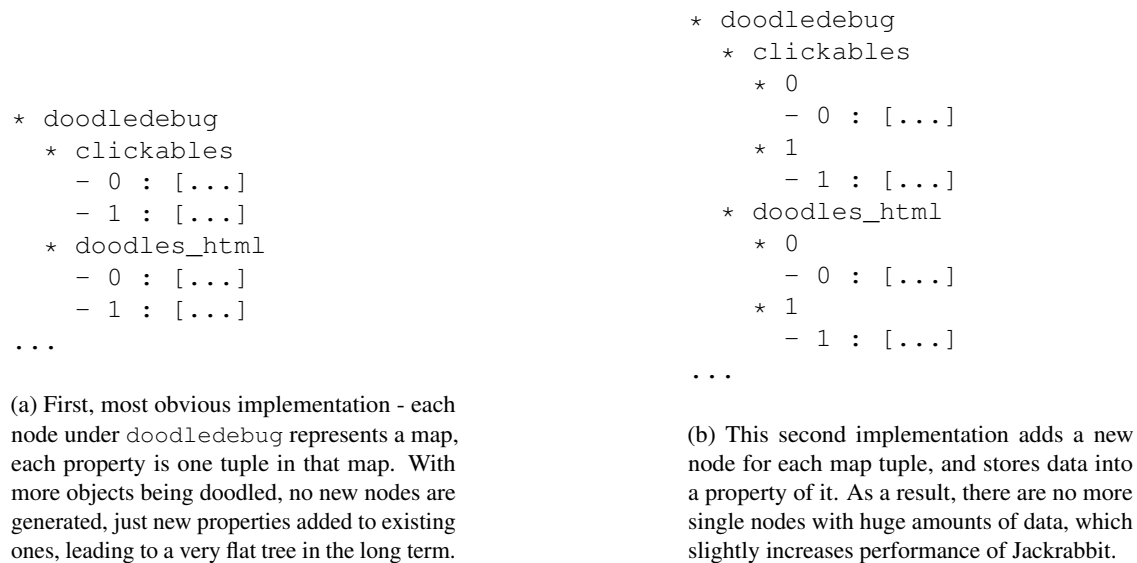 * doodledebug
  * clickables
    - 0 : [...]
    - 1 : [...]
  * doodles_html
    - 0 : [...]
    - 1 : [...]
...
(a) First, most obvious implementation - each
node under doodledebug represents a map,
each property is one tuple in that map. With
more objects being doodled, no new nodes are
generated, just new properties added to existing
ones, leading to a very flat tree in the long term.
* doodledebug
  * clickables
    * 0
      - 0 : [...]
    * 1
      - 1 : [...]
  * doodles_html
    * 0
      - 0 : [...]
    * 1
      - 1 : [...]
...
(b) This second implementation adds a new
node for each map tuple, and stores data into
a property of it. As a result, there are no more
single nodes with huge amounts of data, which
slightly increases performance of Jackrabbit.